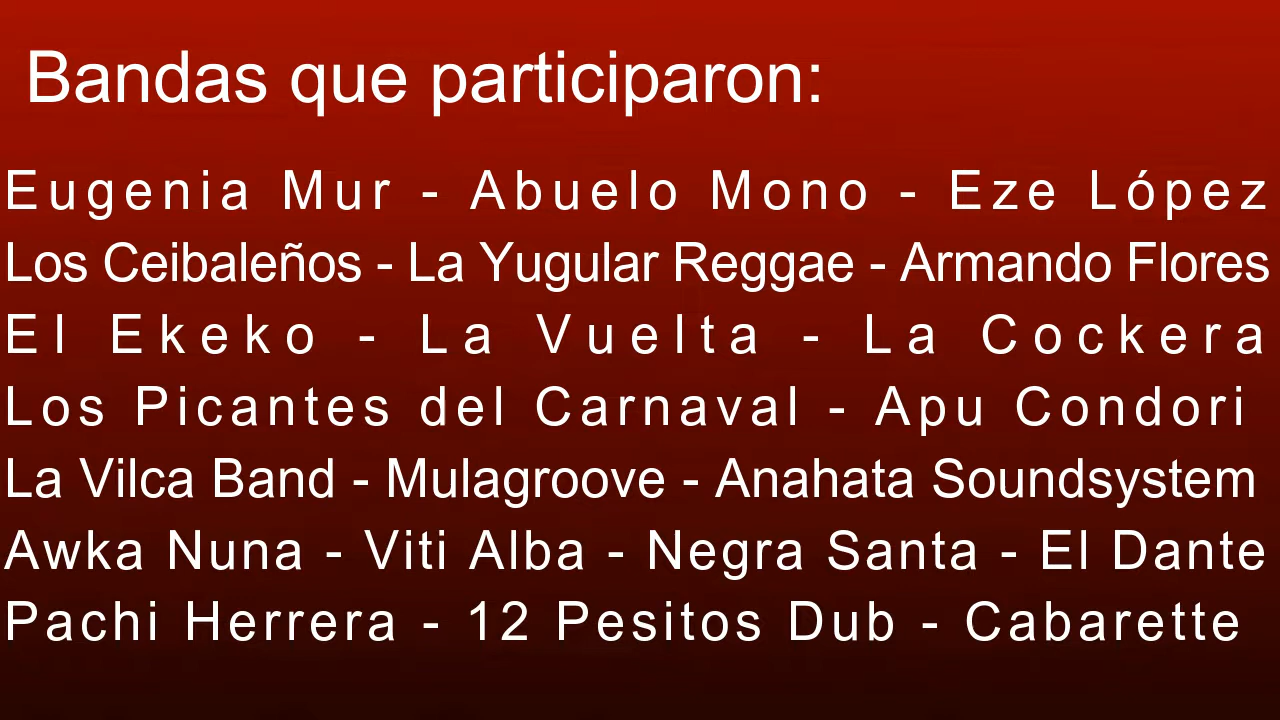 Bandas que participaron:
Eugenia Mur - Abuelo Mono - Eze López
Los Ceibaleños - La Yugular Reggae - Armando Flores
El Ekeko - La Vuelta - La Cockera
Los Picantes del Carnaval - Apu Condori
La Vilca Band - Mulagroove - Anahata Soundsystem
Awka Nuna - Viti Alba - Negra Santa - El Dante
Pachi Herrera - 12 Pesitos Dub - Cabarette